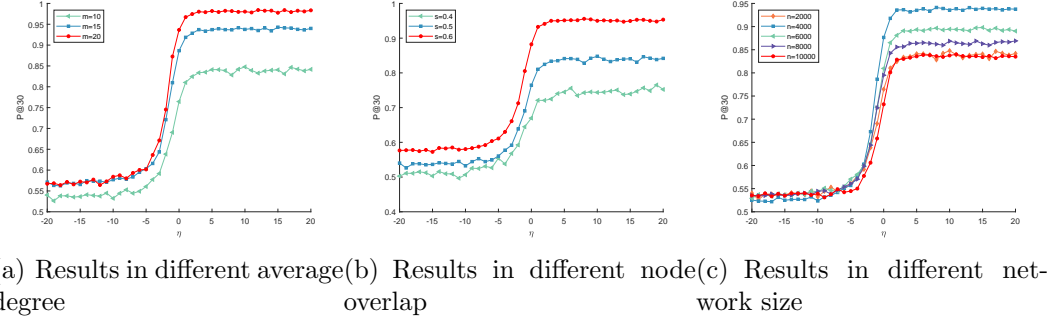 1
0.95
0.9
0.85
0.8
0.75
0.7
0.65
0.6
0.55
0.5
P@30
-20 -15 -10 -5 0 5 10 15 20
η
m=10
m=15
m=20
1
0.9
0.8
0.7
0.6
0.5
0.4
P@30
-20 -15 -10 -5 0 5 10 15 20
η
s=0.4
s=0.5
s=0.6
0.95
0.9
0.85
0.8
0.75
0.7
0.65
0.6
0.55
0.5
P@30
-20 -15 -10 -5 0 5 10 15 20
η
n=2000
n=4000
n=6000
n=8000
n=10000
a) Results in different average
degree
(b) Results in different node
overlap
(c) Results in different net-
work size